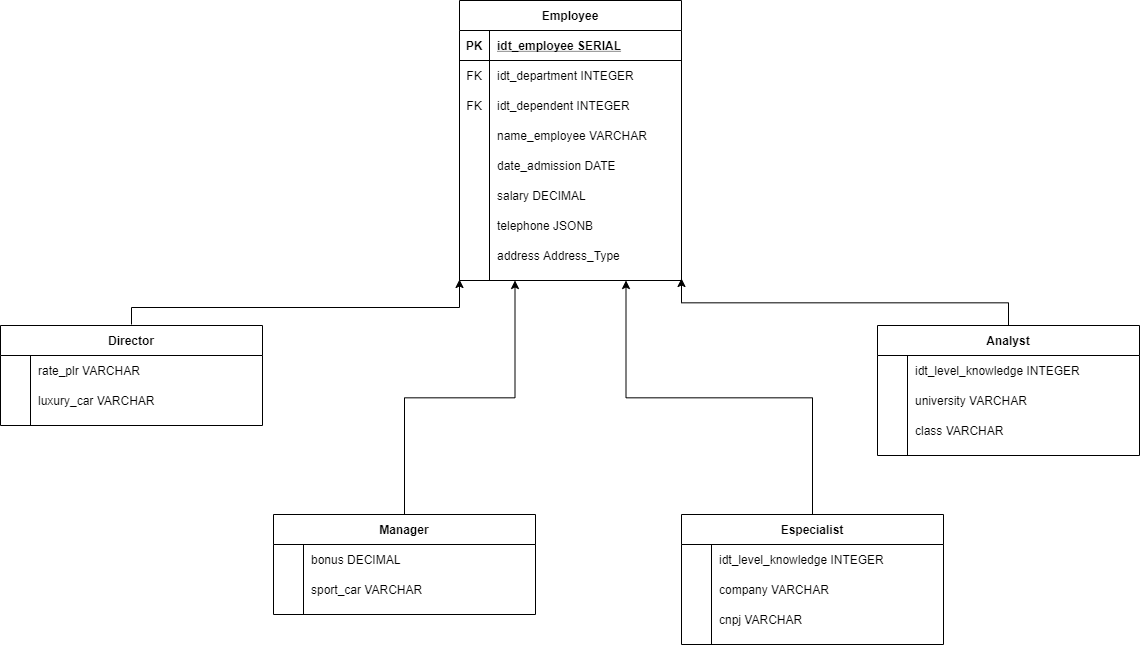 Employee
PK idt_employee SERIAL
FK idt_department INTEGER
FK idt_dependent INTEGER
name_employee VARCHAR
date_admission DATE
salary DECIMAL
telephone JSONB
address Address_Type
Director
rate_plr VARCHAR
luxury_car VARCHAR
Analyst
idt_level_knowledge INTEGER
university VARCHAR
class VARCHAR
Manager
bonus DECIMAL
sport_car VARCHAR
Especialist
idt_level_knowledge INTEGER
company VARCHAR
cnpj VARCHAR